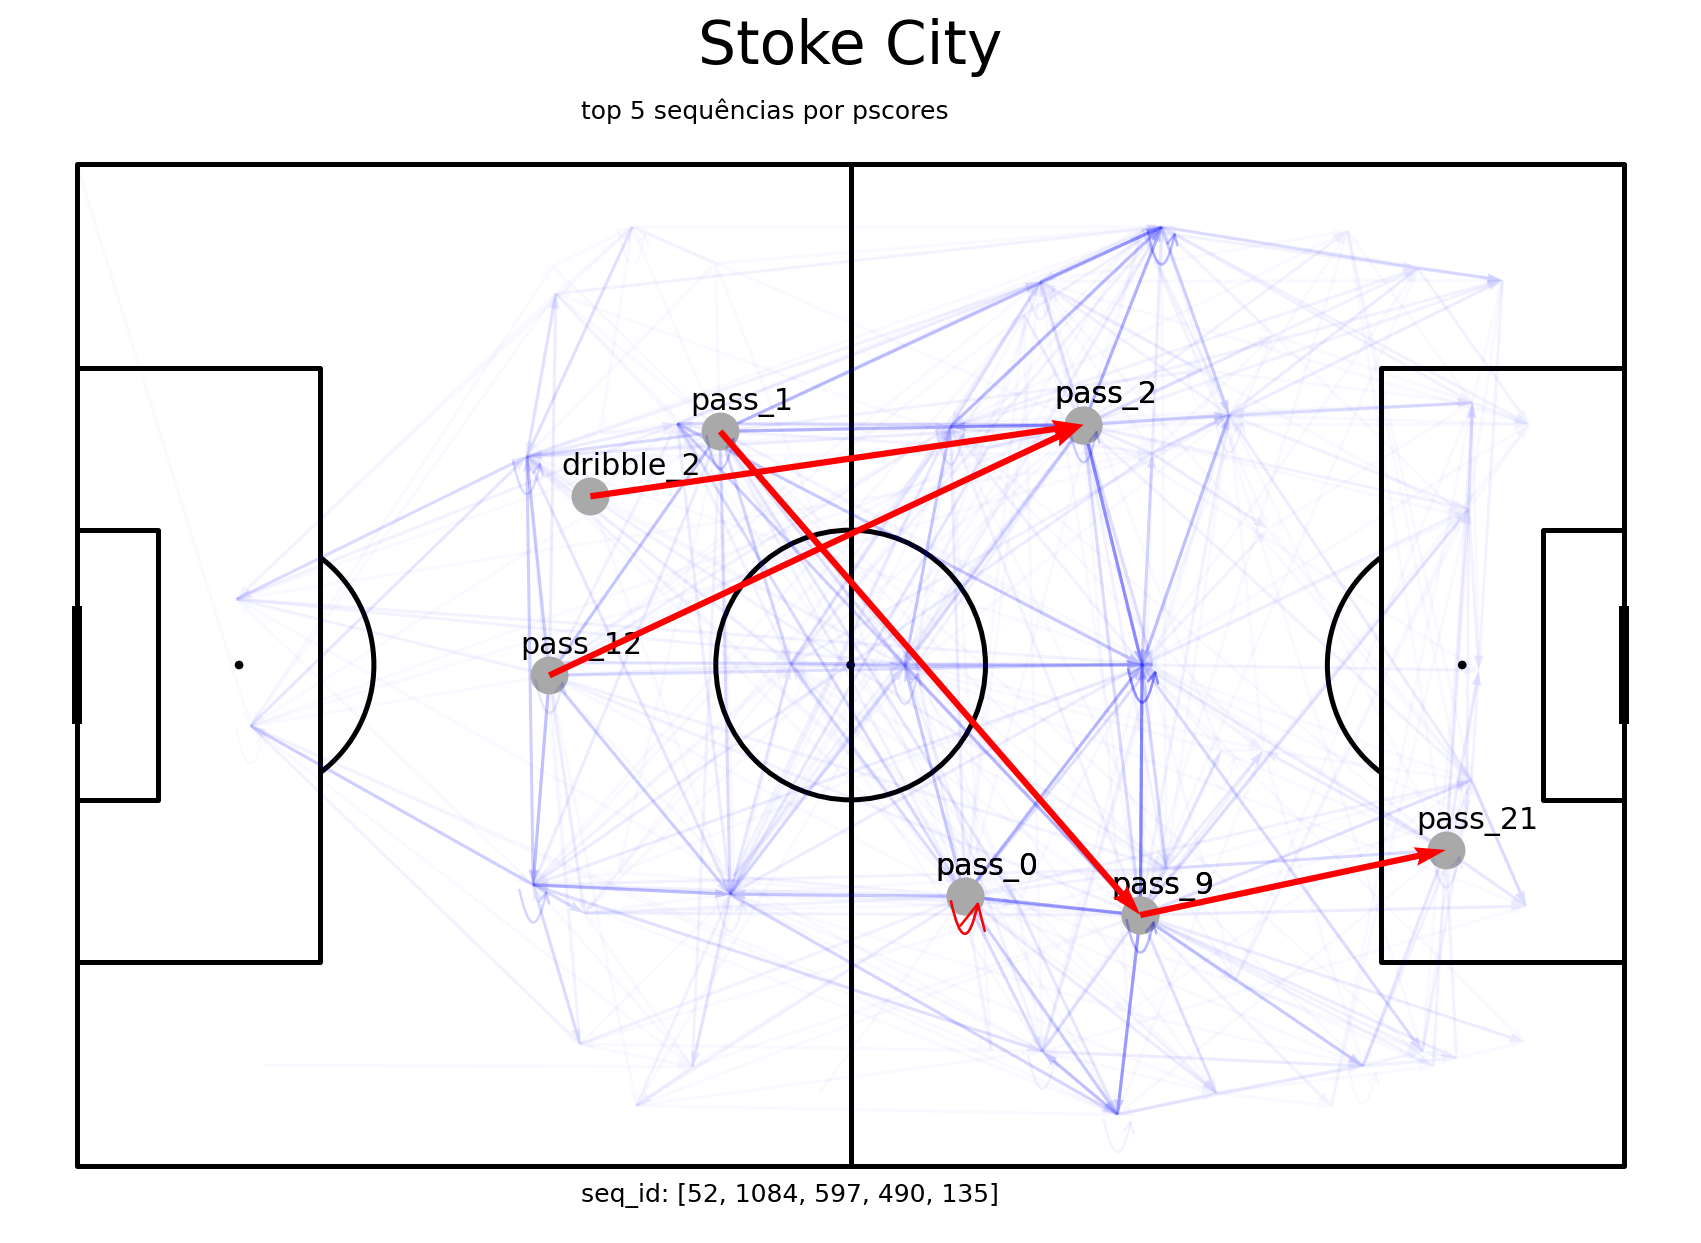 Stoke City
top 5 sequências por pscores
pass_1
pass_2
dribble_2
pass_12
pass_21
pass_0
pass_9
seq_id: [52, 1084, 597, 490, 135]